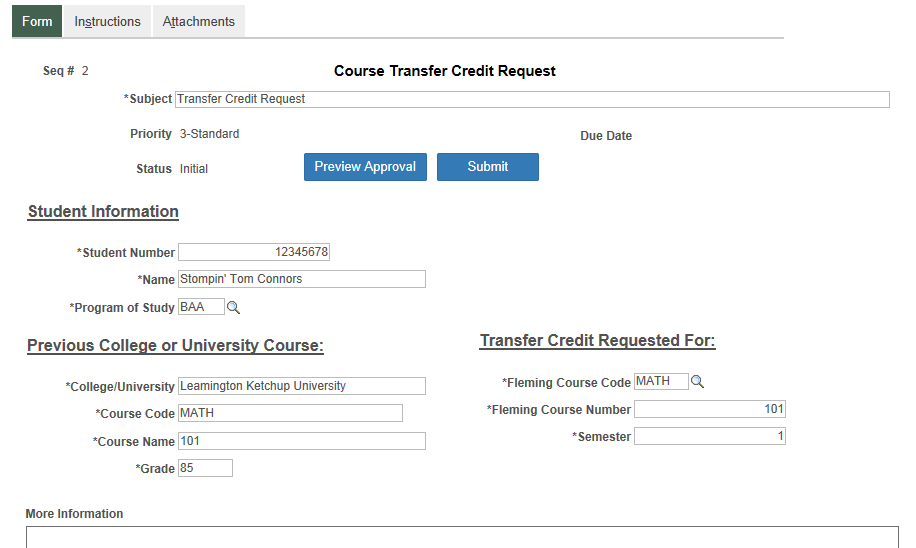 Form Instructions Attachments
Seq # 2 Course Transfer Credit Request
*Subject Transfer Credit Request
Priority 3-Standard Due Date
Status Initial Preview Approval Submit
Student Information
*Student Number 12345678
*Name Stompin' Tom Connors
*Program of Study BAA
Previous College or University Course:
*College/University Leamington Ketchup University
*Course Code MATH
*Course Name 101
*Grade 85
Transfer Credit Requested For:
*Fleming Course Code MATH
*Fleming Course Number 101
*Semester 1
More Information